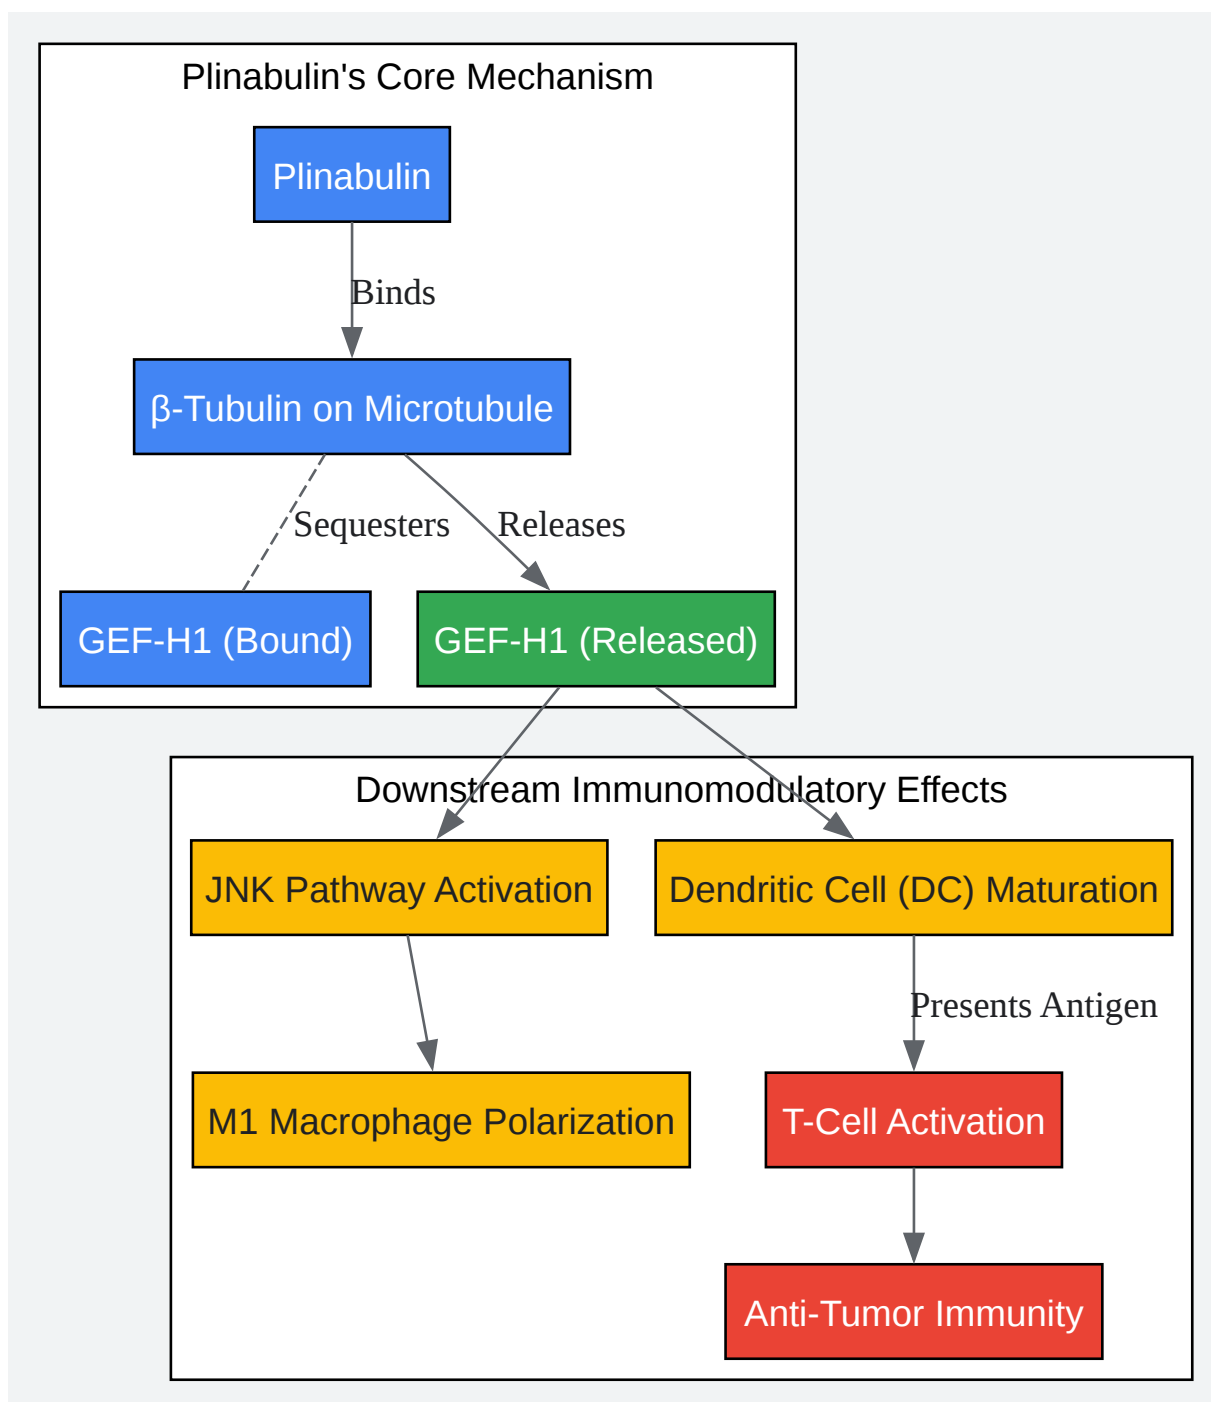 Plinabulin's Core Mechanism
Plinabulin
Binds
β-Tubulin on Microtubule
Sequesters
Releases
GEF-H1 (Bound)
GEF-H1 (Released)
Downstream Immunomodulatory Effects
JNK Pathway Activation
Dendritic Cell (DC) Maturation
Presents Antigen
M1 Macrophage Polarization
T-Cell Activation
Anti-Tumor Immunity